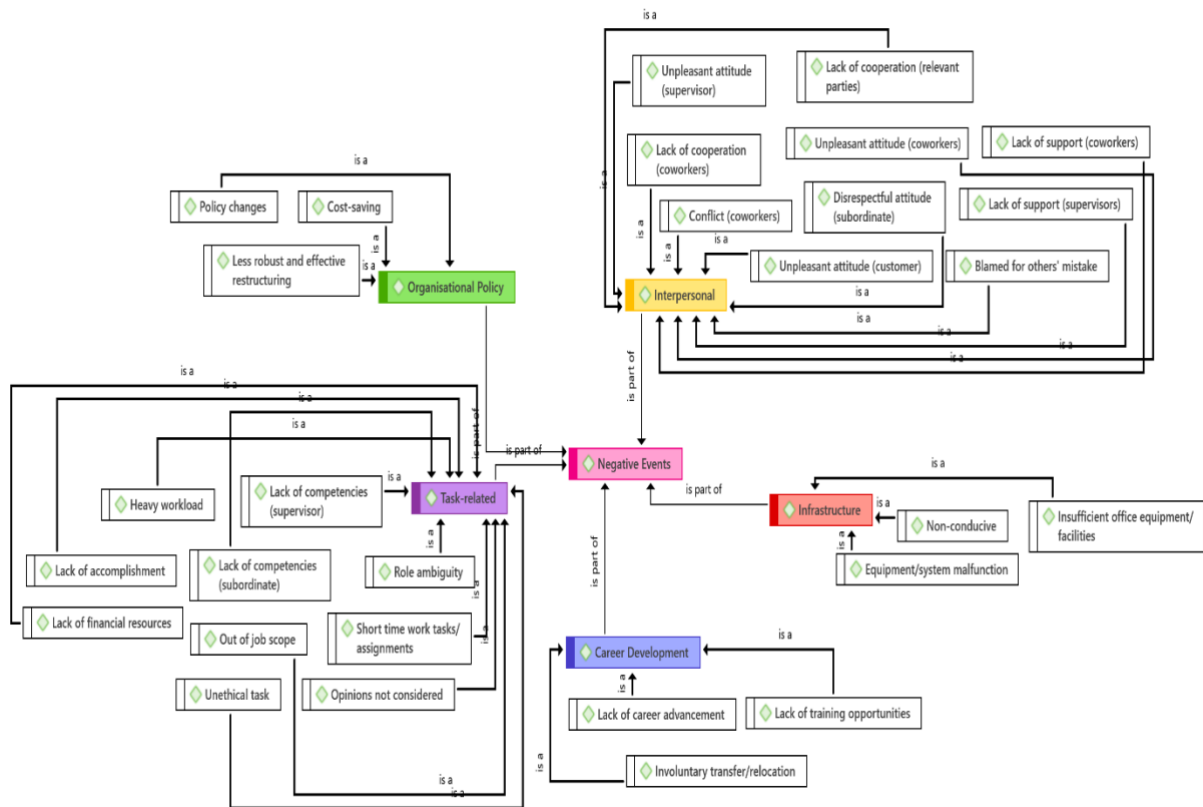 is a
Unpleasant attitude
(supervisor)
Lack of cooperation (relevant
parties)
Lack of cooperation
(coworkers)
Unpleasant attitude (coworkers)
Lack of support (coworkers)
is a
is a
Policy changes
Cost-saving
Disrespectful attitude
(subordinate)
Lack of support (supervisors)
Conflict (coworkers)
is a
is a
is a
is a
Less robust and effective
restructuring
is a
Unpleasant attitude (customer)
Blamed for others' mistake
Organisational Policy
Interpersonal
is a
is a
is a
is a
is part of
is a
is a
is a
is a
is part of
is part of
Negative Events
Heavy workload
Lack of competencies
(supervisor)
is a
Task-related
is part of
Infrastructure
is a
is a
Non-conducive
Insufficient office equipment/
facilities
is a
is a
is part of
Lack of accomplishment
Lack of competencies
(subordinate)
Role ambiguity
Equipment/system malfunction
is a
Lack of financial resources
Out of job scope
Short time work tasks/
assignments
is a
is a
Career Development
Unethical task
Opinions not considered
is a
Lack of career advancement
Lack of training opportunities
is a
Involuntary transfer/relocation
is a
is a